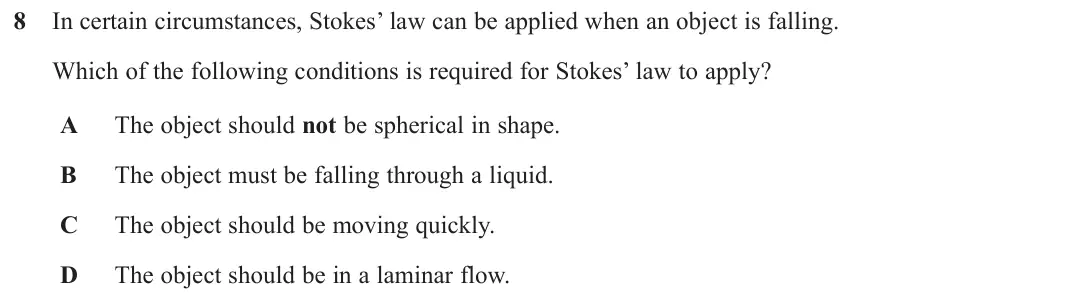 8 In certain circumstances, Stokes’ law can be applied when an object is falling.
Which of the following conditions is required for Stokes’ law to apply?
A The object should not be spherical in shape.
B The object must be falling through a liquid.
C The object should be moving quickly.
D The object should be in a laminar flow.